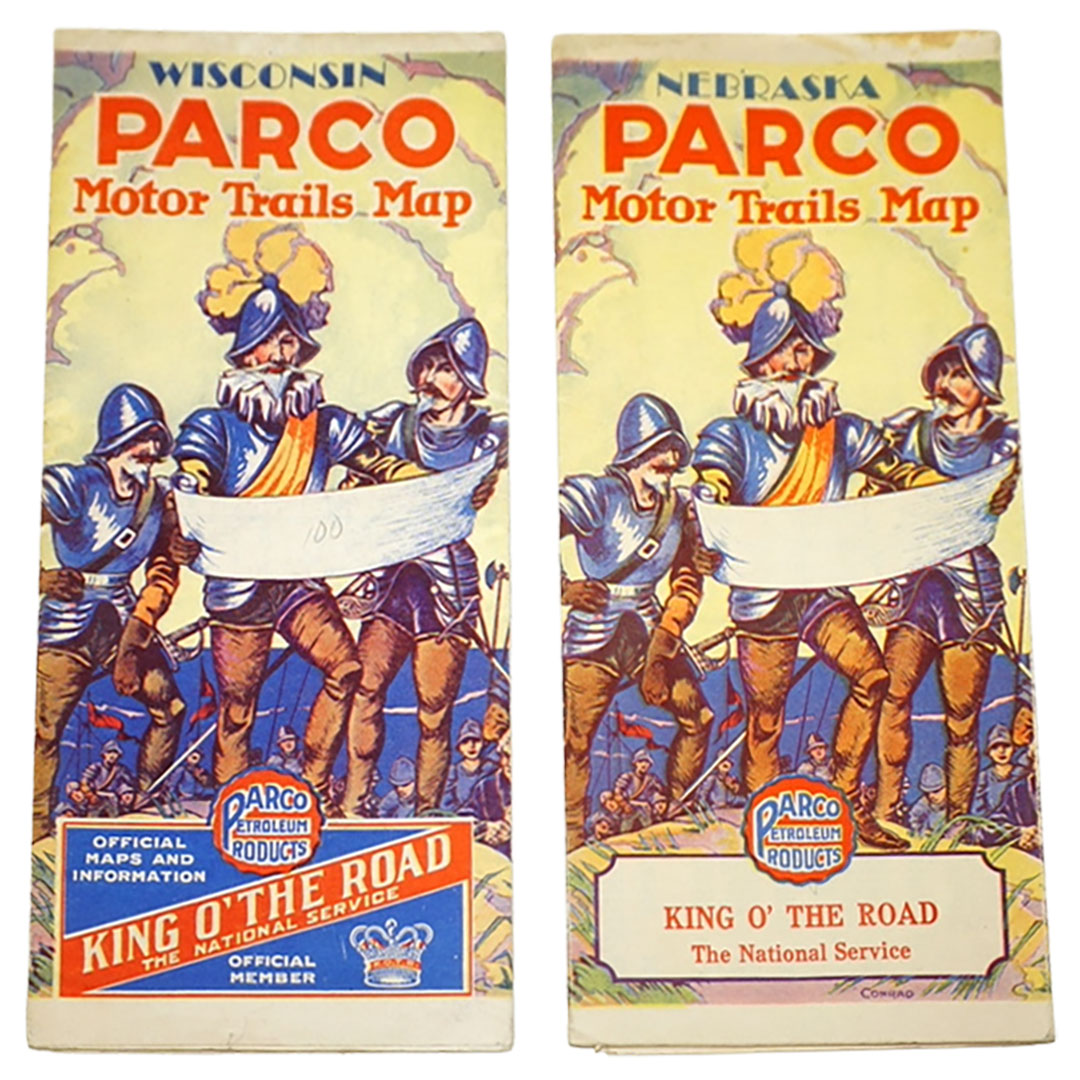 WISCONSIN
PARCO
Motor Trails Map
100
PARCO
PETROLEUM
PRODUCTS
OFFICIAL
MAPS AND
INFORMATION
KING O' THE ROAD
THE NATIONAL SERVICE
OFFICIAL
MEMBER
NEBRASKA
PARCO
Motor Trails Map
PARCO
PETROLEUM
PRODUCTS
KING O' THE ROAD
The National Service
CONRAD